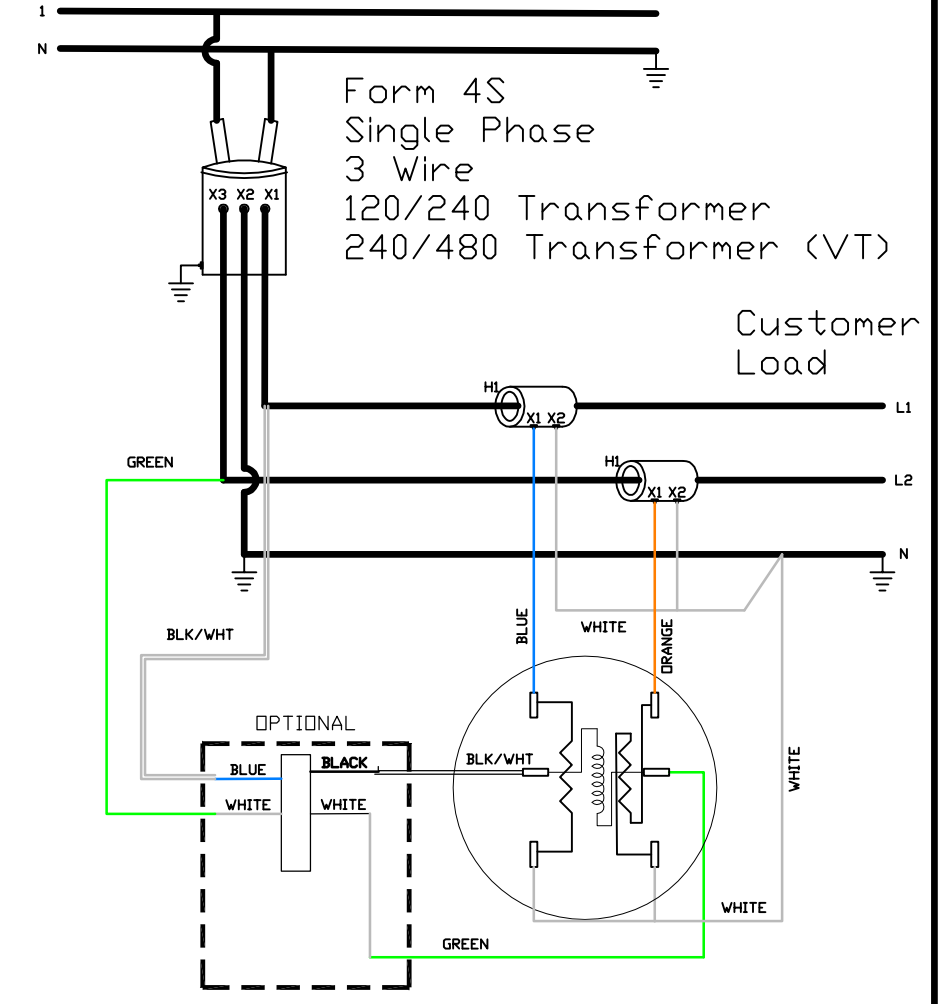 1
N
Form 4S
Single Phase
3 Wire
120/240 Transformer
240/480 Transformer (VT)
X3 X2 X1
Customer
Load
H1
X1 X2
L1
GREEN
H1
X1 X2
L2
N
BLUE
WHITE
ORANGE
BLK/WHT
OPTIONAL
BLUE
BLACK
BLK/WHT
WHITE
WHITE
WHITE
WHITE
GREEN